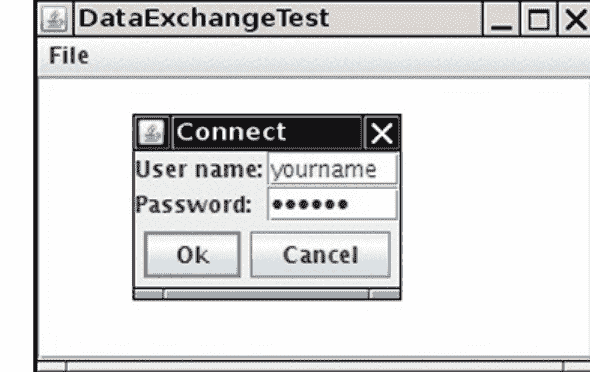 DataExchangeTest
File
Connect
User name: yourname
Password: ••••••
Ok Cancel